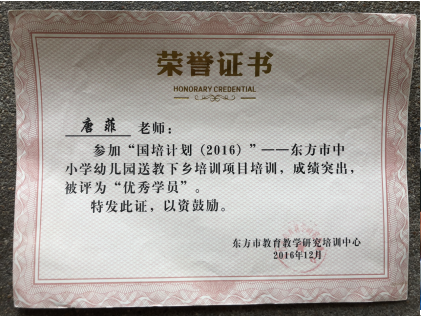 荣誉证书
HONORARY CREDENTIAL
唐菲 老师：
参加“国培计划（2016）”——东方市中
小学幼儿园送教下乡培训项目培训，成绩突出，
被评为“优秀学员”。
特发此证，以资鼓励。
东方市教育教学研究培训中心
2016年12月